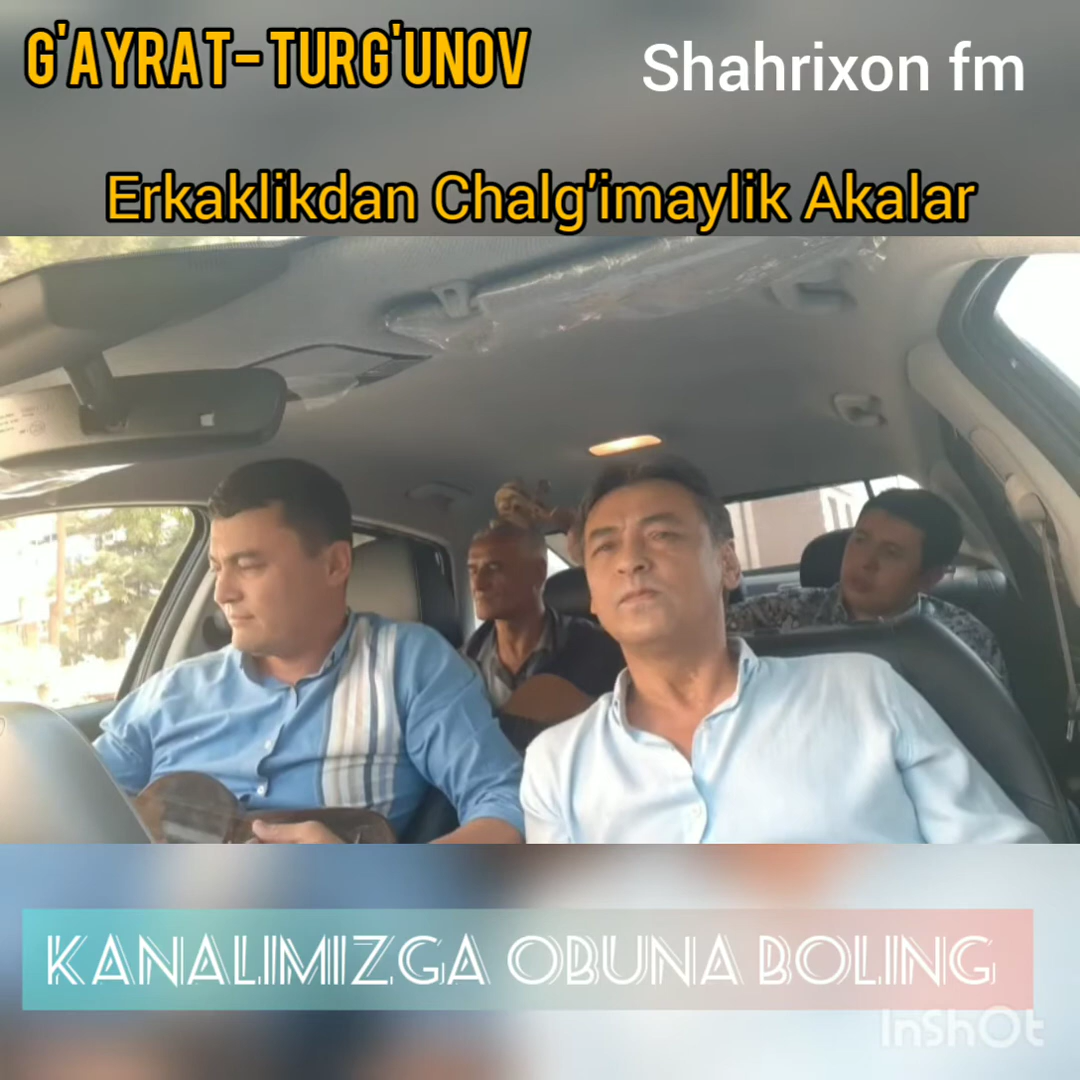 G'AYRAT- TURG'UNOV
Shahrixon fm
Erkaklikdan Chalg'imaylik Akalar
KANALIMIZGA OBUNA BOLING
InShOt